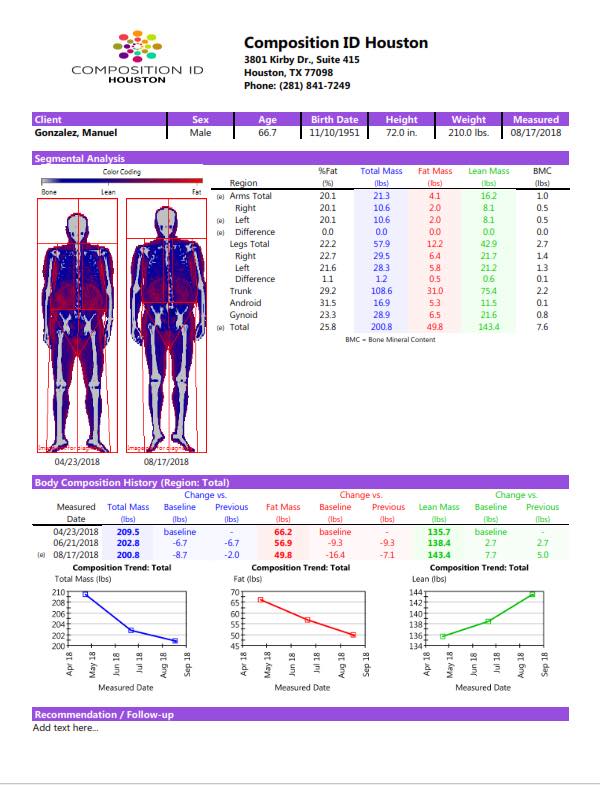 COMPOSITION ID
HOUSTON
Composition ID Houston
3801 Kirby Dr., Suite 415
Houston, TX 77098
Phone: (281) 841-7249
Client Sex Age Birth Date Height Weight Measured
Gonzalez, Manuel Male 66.7 11/10/1951 72.0 in. 210.0 lbs. 08/17/2018
Segmental Analysis
Color Coding
Bone Lean Fat
%Fat Total Mass Fat Mass Lean Mass BMC
Region (%) (lbs) (lbs) (lbs) (lbs)
(e) Arms Total 20.1 21.3 4.1 16.2 1.0
(e) Right 20.1 10.6 2.0 8.1 0.5
(e) Left 20.1 10.6 2.0 8.1 0.5
(e) Difference 0.0 0.0 0.0 0.0 0.0
Legs Total 22.2 57.9 12.2 42.9 2.7
Right 22.7 29.5 6.4 21.7 1.4
Left 21.6 28.3 5.8 21.2 1.3
Difference 1.1 1.2 0.5 0.6 0.1
Trunk 29.2 108.6 31.0 75.4 2.2
Android 31.5 16.9 5.3 11.5 0.1
Gynoid 23.3 28.9 6.5 21.6 0.8
(e) Total 25.8 200.8 49.8 143.4 7.6
BMC = Bone Mineral Content
04/23/2018 08/17/2018
Body Composition History (Region: Total)
Change vs. Change vs. Change vs.
Measured Total Mass Baseline Previous Fat Mass Baseline Previous Lean Mass Baseline Previous
Date (lbs) (lbs) (lbs) (lbs) (lbs) (lbs) (lbs) (lbs) (lbs)
04/23/2018 209.5 baseline - 66.2 baseline - 135.7 baseline -
06/21/2018 202.8 -6.7 -6.7 56.9 -9.3 -9.3 138.4 2.7 2.7
(e) 08/17/2018 200.8 -8.7 -2.0 49.8 -16.4 -7.1 143.4 7.7 5.0
Composition Trend: Total Composition Trend: Total Composition Trend: Total
Total Mass (lbs) Fat (lbs) Lean (lbs)
210 70 144
208 65 142
206 60 140
204 55 138
202 50 136
200 45 134
Apr 18 May 18 Jun 18 Jul 18 Aug 18 Sep 18 Apr 18 May 18 Jun 18 Jul 18 Aug 18 Sep 18 Apr 18 May 18 Jun 18 Jul 18 Aug 18 Sep 18
Measured Date Measured Date Measured Date
Recommendation / Follow-up
Add text here...